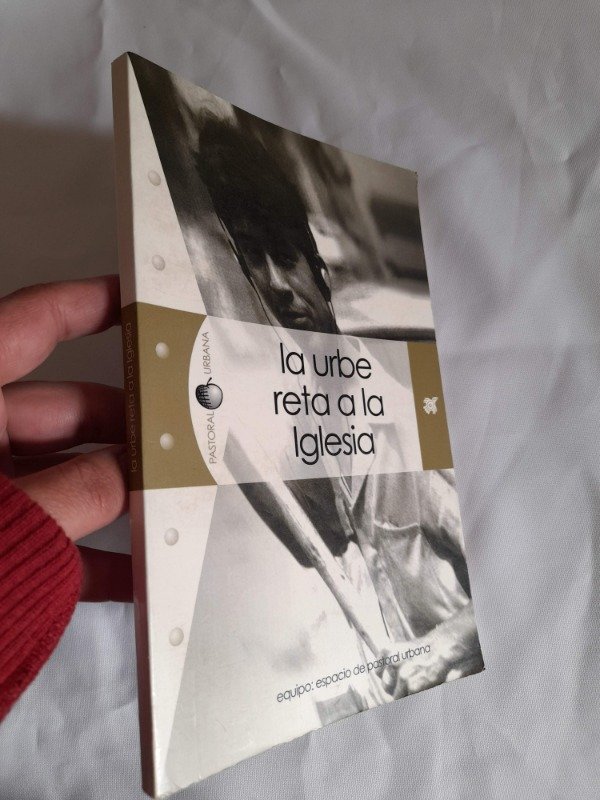 la urbe reta a la Iglesia
PASTORAL URBANA
la urbe
reta a la
Iglesia
equipo: espacio de pastoral urbana